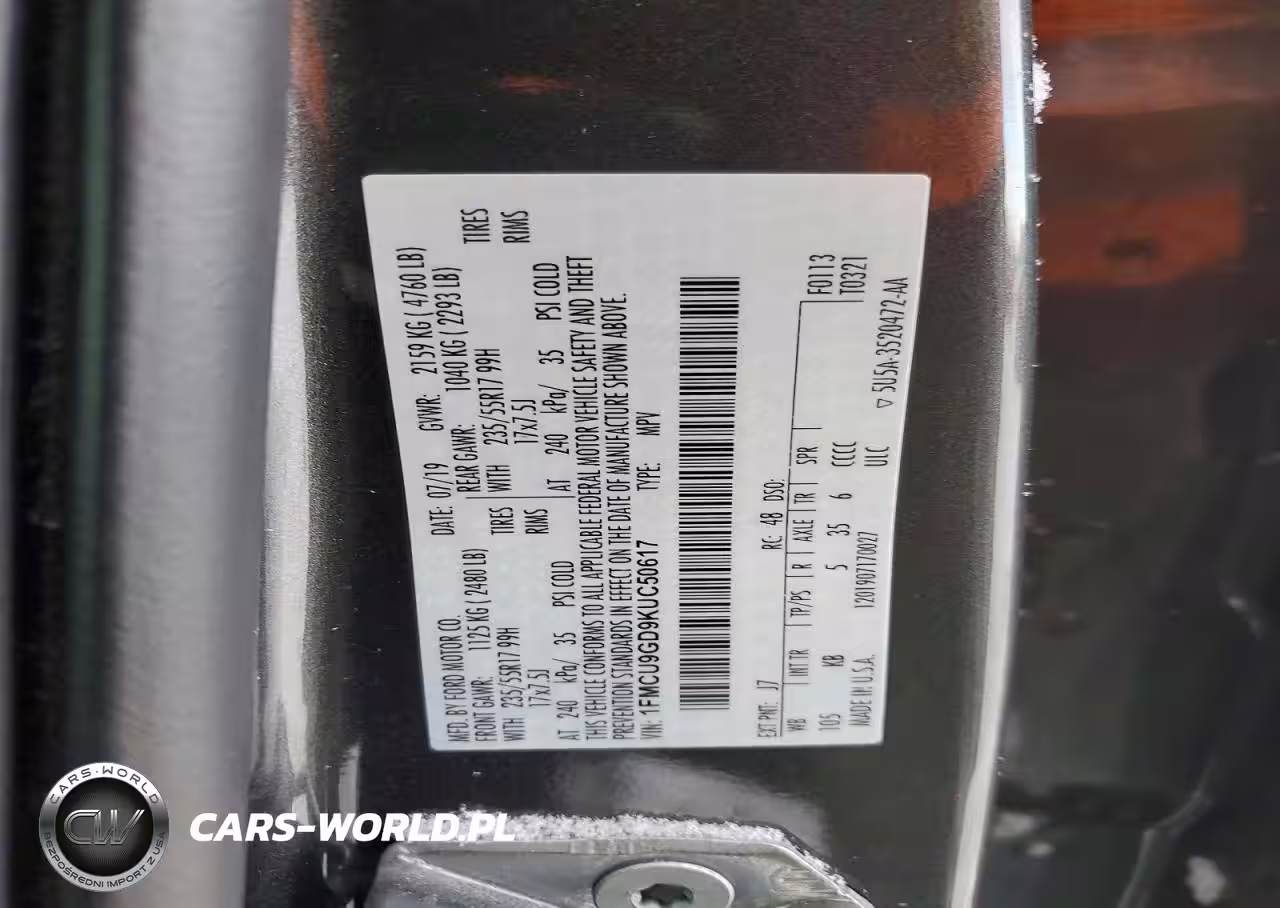 MFD. BY FORD MOTOR CO.
DATE: 07/19 GVWR: 2159 KG ( 4760 LB)
FRONT GAWR: 1125 KG ( 2480 LB)
REAR GAWR: 1040 KG ( 2293 LB)
WITH 235/55R17 99H TIRES
WITH 235/55R17 99H TIRES
17x7.5J RIMS
17x7.5J RIMS
AT 240 kPa/ 35 PSI COLD
AT 240 kPa/ 35 PSI COLD
THIS VEHICLE CONFORMS TO ALL APPLICABLE FEDERAL MOTOR VEHICLE SAFETY AND THEFT
PREVENTION STANDARDS IN EFFECT ON THE DATE OF MANUFACTURE SHOWN ABOVE.
VIN: 1FMCU9GD9KUC50617 TYPE: MPV
EXT PNT: J7 RC: 48 DSO:
F0113
T0321
WB INT TR TP/PS R AXLE TR SPR
105 KB 5 35 6 CCCC
MADE IN U.S.A. 1201907170027 ULC
▽ 5U5A-3520472-AA
CARS-WORLD
CW
BEZPOŚREDNI IMPORT Z USA
CARS-WORLD.PL